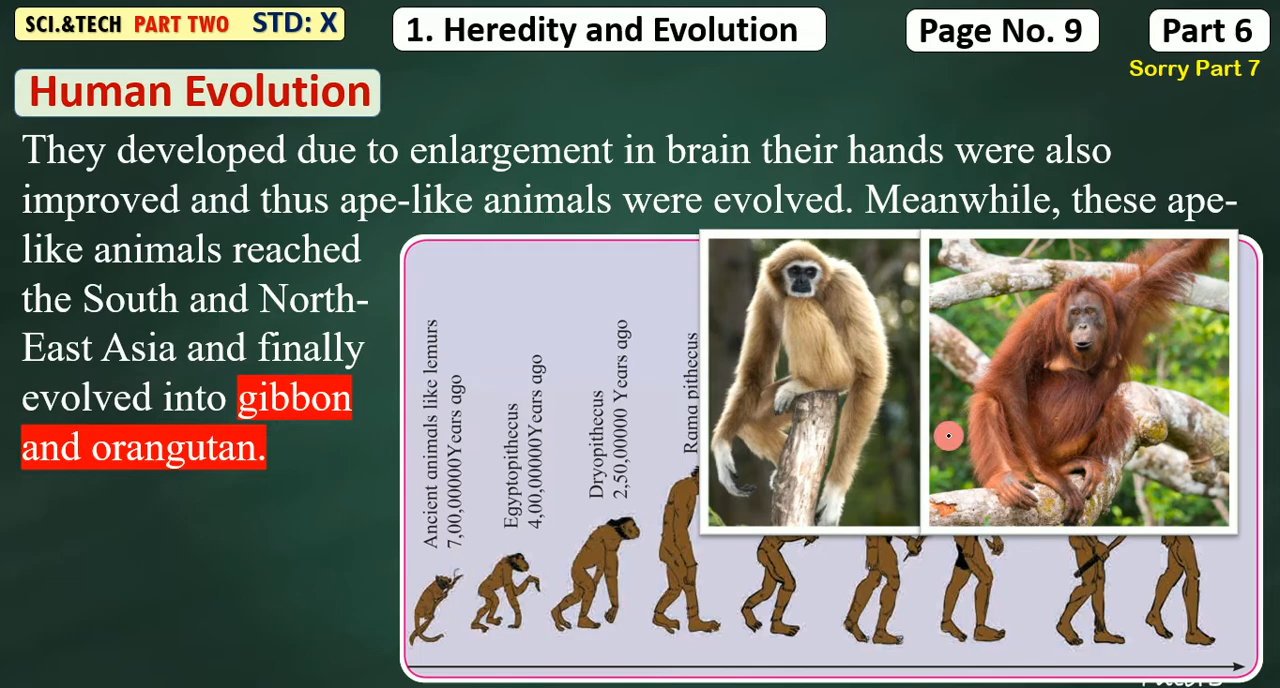 SCI.&TECH PART TWO STD: X
1. Heredity and Evolution
Page No. 9
Part 6
Sorry Part 7
Human Evolution
They developed due to enlargement in brain their hands were also
improved and thus ape-like animals were evolved. Meanwhile, these ape-
like animals reached
the South and North-
East Asia and finally
evolved into gibbon
and orangutan.
Ancient animals like lemurs
7,00,00000Years ago
Egyptopithecus
4,00,00000Years ago
Dryopithecus
2,50,00000 Years ago
Rama pithecus